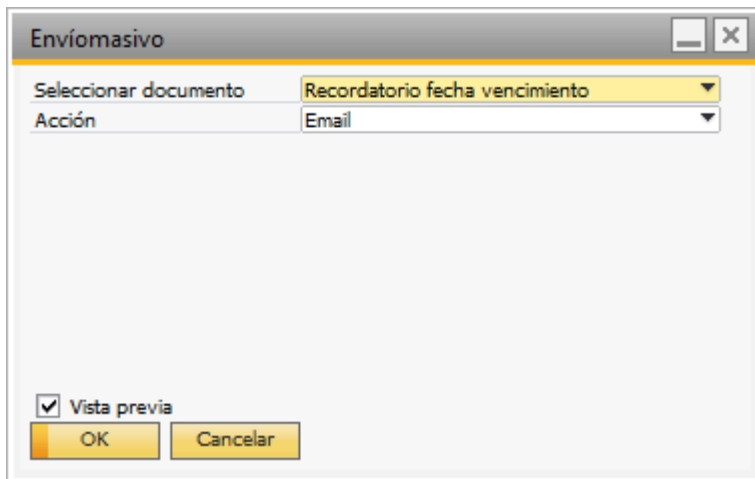 Envíomasivo
Seleccionar documento Recordatorio fecha vencimiento
Acción Email
Vista previa
OK Cancelar